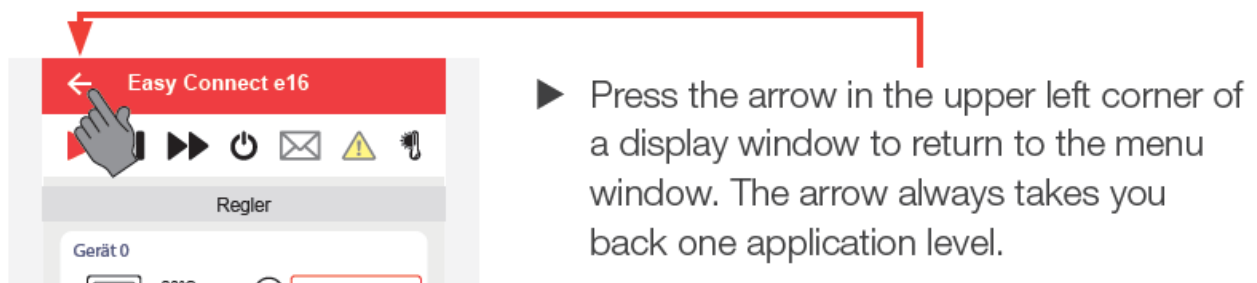 Easy Connect e16
Regler
Gerät 0
Press the arrow in the upper left corner of
a display window to return to the menu
window. The arrow always takes you
back one application level.